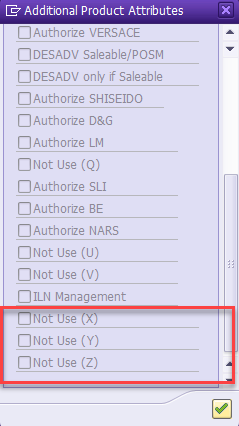 Additional Product Attributes
Authorize VERSACE
DESADV Saleable/POSM
DESADV only if Saleable
Authorize SHISEIDO
Authorize D&G
Authorize LM
Not Use (Q)
Authorize SLI
Authorize BE
Authorize NARS
Not Use (U)
Not Use (V)
ILN Management
Not Use (X)
Not Use (Y)
Not Use (Z)